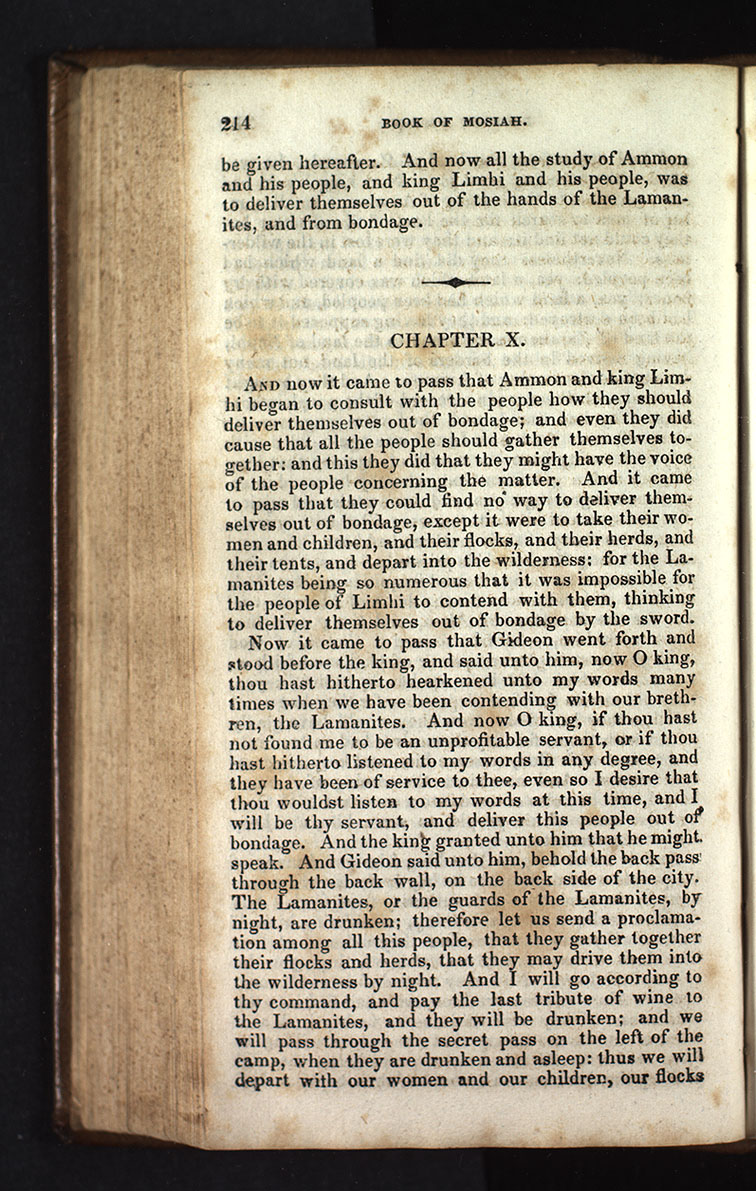 214 BOOK OF MOSIAH.
be given hereafter. And now all the study of Ammon
and his people, and king Limhi and his people, was
to deliver themselves out of the hands of the Laman-
ites, and from bondage.
CHAPTER X.
And now it came to pass that Ammon and king Lim-
hi began to consult with the people how they should
deliver themselves out of bondage; and even they did
cause that all the people should gather themselves to-
gether: and this they did that they might have the voice
of the people concerning the matter. And it came
to pass that they could find no way to deliver them-
selves out of bondage, except it were to take their wo-
men and children, and their flocks, and their herds, and
their tents, and depart into the wilderness: for the La-
manites being so numerous that it was impossible for
the people of Limhi to contend with them, thinking
to deliver themselves out of bondage by the sword.
Now it came to pass that Gideon went forth and
stood before the king, and said unto him, now O king,
thou hast hitherto hearkened unto my words many
times when we have been contending with our breth-
ren, the Lamanites. And now O king, if thou hast
not found me to be an unprofitable servant, or if thou
hast hitherto listened to my words in any degree, and
they have been of service to thee, even so I desire that
thou wouldst listen to my words at this time, and I
will be thy servant, and deliver this people out of
bondage. And the king granted unto him that he might
speak. And Gideon said unto him, behold the back pass
through the back wall, on the back side of the city.
The Lamanites, or the guards of the Lamanites, by
night, are drunken; therefore let us send a proclama-
tion among all this people, that they gather together
their flocks and herds, that they may drive them into
the wilderness by night. And I will go according to
thy command, and pay the last tribute of wine to
the Lamanites, and they will be drunken; and we
will pass through the secret pass on the left of the
camp, when they are drunken and asleep: thus we will
depart with our women and our children, our flocks